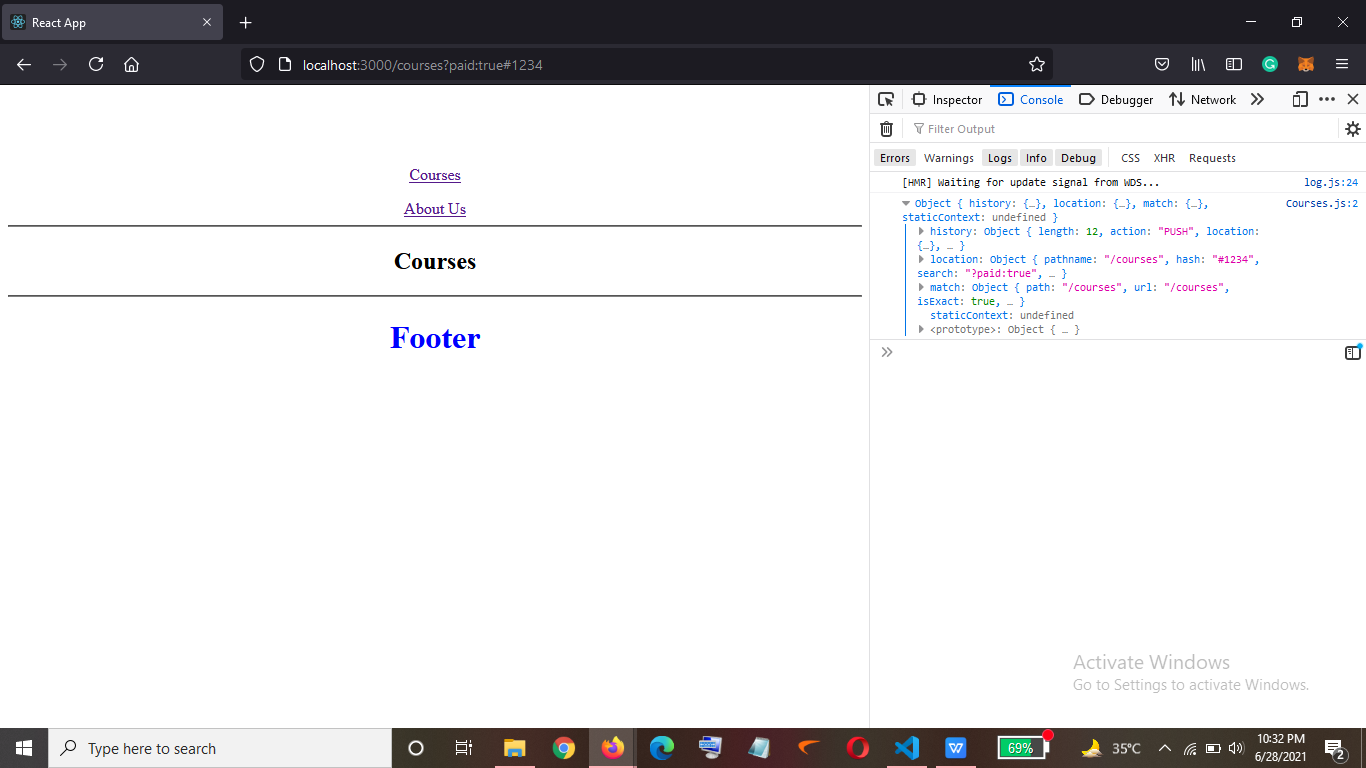 React App
localhost:3000/courses?paid:true#1234
Courses
About Us
Courses
Footer
Inspector Console Debugger Network
Filter Output
Errors Warnings Logs Info Debug CSS XHR Requests
[HMR] Waiting for update signal from WDS... log.js:24
Object { history: {…}, location: {…}, match: {…}, Courses.js:2
staticContext: undefined }
history: Object { length: 12, action: "PUSH", location:
{…}, … }
location: Object { pathname: "/courses", hash: "#1234",
search: "?paid:true", … }
match: Object { path: "/courses", url: "/courses",
isExact: true, … }
staticContext: undefined
<prototype>: Object { … }
Activate Windows
Go to Settings to activate Windows.
Type here to search
69%
35°C
10:32 PM
6/28/2021
2